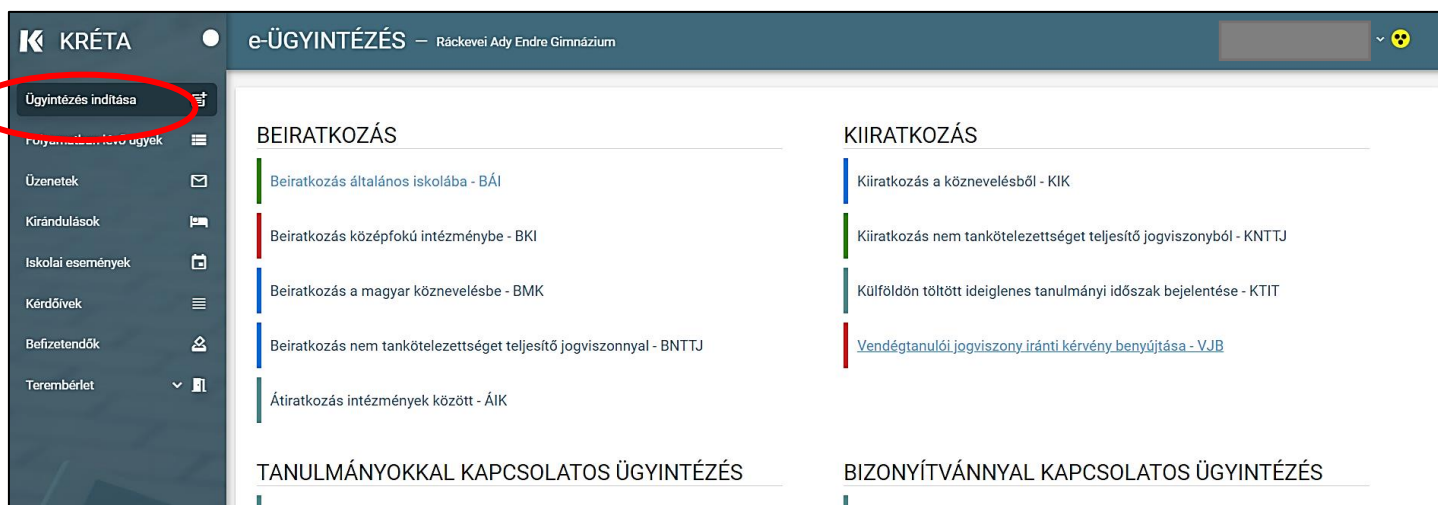 KRÉTA
e-ÜGYINTÉZÉS — Ráckevei Ady Endre Gimnázium
Ügyintézés indítása
Folyamatban lévő ügyek
Üzenetek
Kirándulások
Iskolai események
Kérdőívek
Befizetendők
Terembérlet
BEIRATKOZÁS
Beiratkozás általános iskolába - BÁI
Beiratkozás középfokú intézménybe - BKI
Beiratkozás a magyar köznevelésbe - BMK
Beiratkozás nem tankötelezettséget teljesítő jogviszonnyal - BNTTJ
Átiratkozás intézmények között - ÁIK
KIIRATKOZÁS
Kiiratkozás a köznevelésből - KIK
Kiiratkozás nem tankötelezettséget teljesítő jogviszonyból - KNTTJ
Külföldön töltött ideiglenes tanulmányi időszak bejelentése - KTIT
Vendégtanulói jogviszony iránti kérvény benyújtása - VJB
TANULMÁNYOKKAL KAPCSOLATOS ÜGYINTÉZÉS
BIZONYÍTVÁNNYAL KAPCSOLATOS ÜGYINTÉZÉS